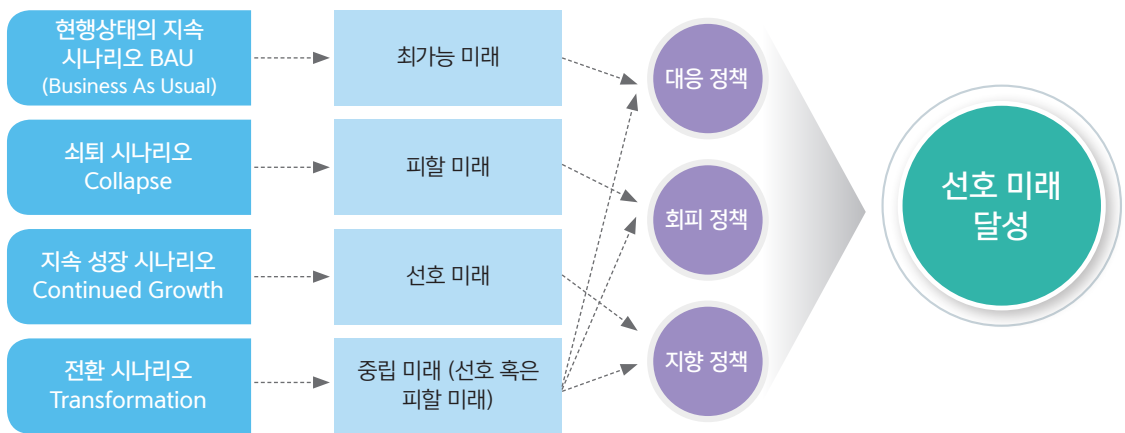 현행상태의 지속
시나리오 BAU
(Business As Usual)
최가능 미래
대응 정책
쇠퇴 시나리오
Collapse
피할 미래
회피 정책
선호 미래
달성
지속 성장 시나리오
Continued Growth
선호 미래
지향 정책
전환 시나리오
Transformation
중립 미래 (선호 혹은
피할 미래)